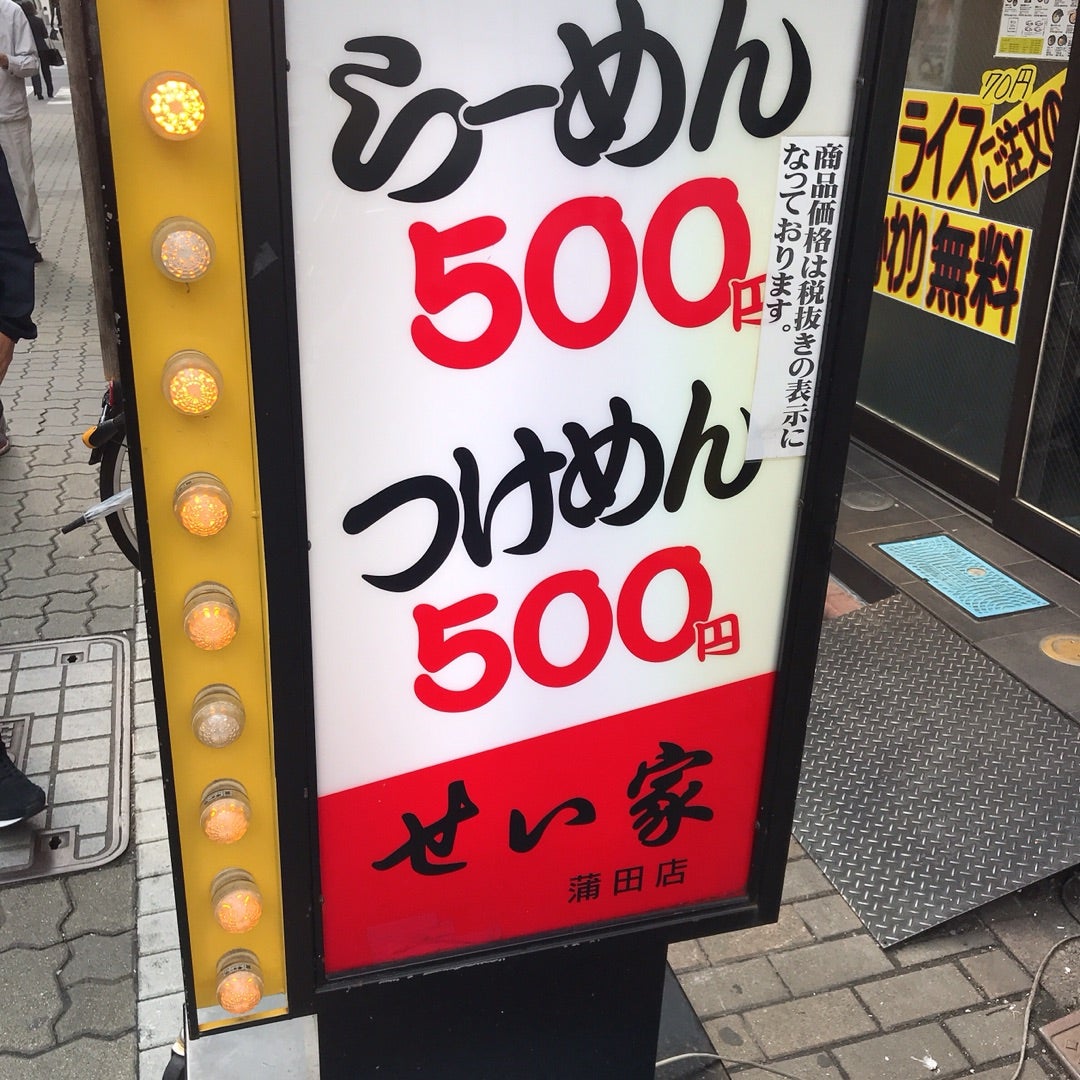 らーめん
500円
つけめん
500円
せい家
蒲田店
商品価格は税抜きの表示に
なっております。
70円
ライスご注文の
わり無料